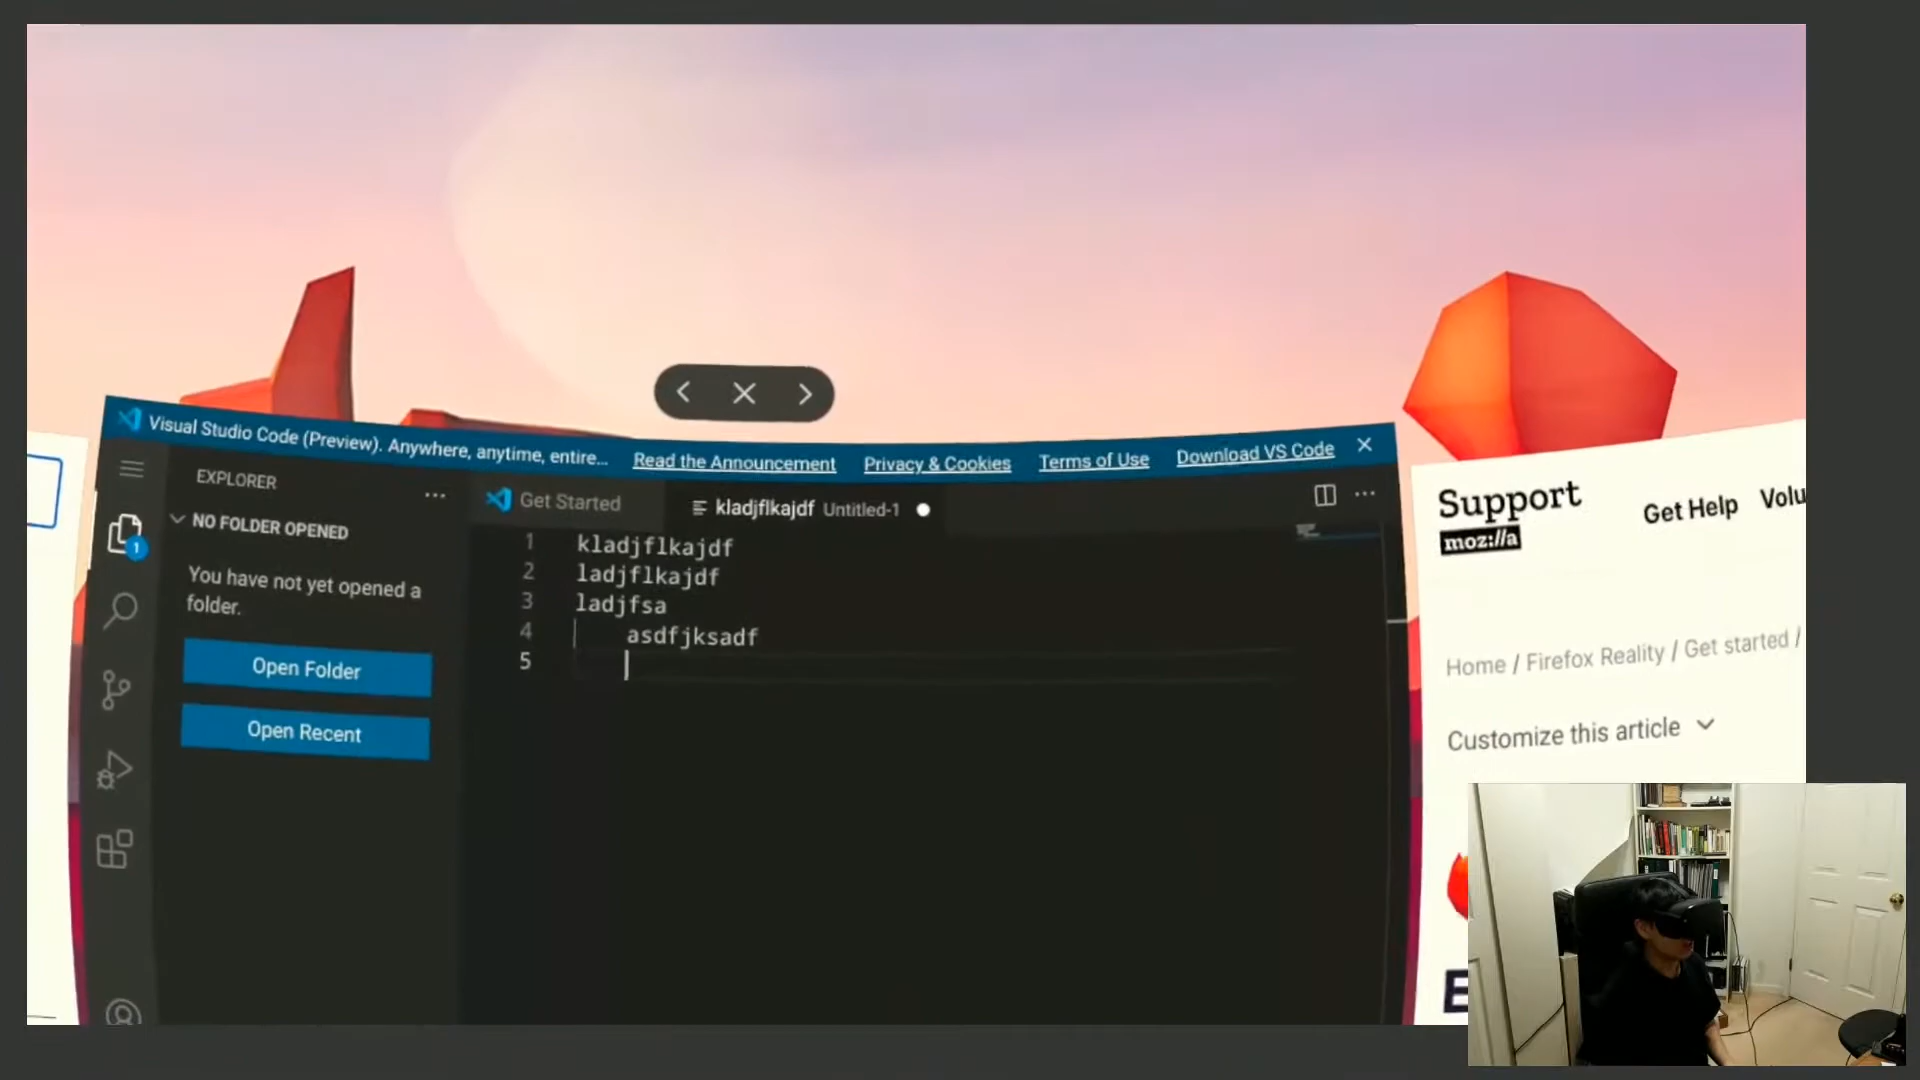 Visual Studio Code (Preview). Anywhere, anytime, entire... Read the Announcement Privacy & Cookies Terms of Use Download VS Code
EXPLORER
NO FOLDER OPENED
1
You have not yet opened a
folder.
Open Folder
Open Recent
Get Started
kladjflkajdf Untitled-1
1 kladjflkajdf
2 ladjflkajdf
3 ladjfsa
4 asdfjksadf
5
Support
moz://a
Get Help Volu
Home / Firefox Reality / Get started /
Customize this article
E